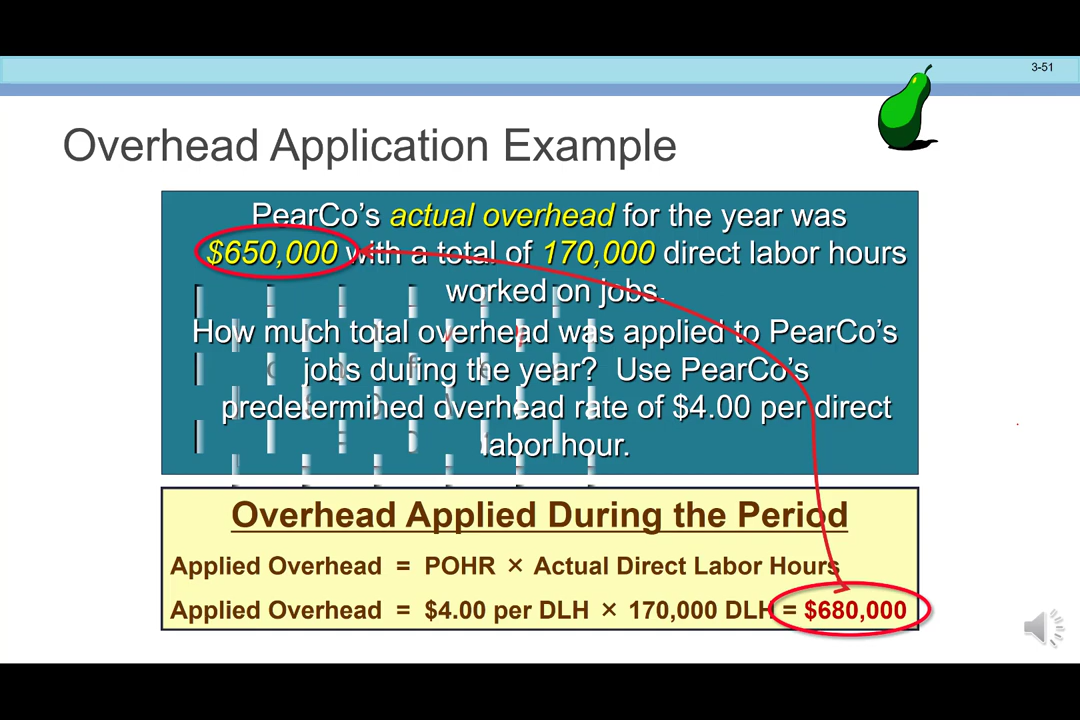 3-51
Overhead Application Example
PearCo's actual overhead for the year was
$650,000 with a total of 170,000 direct labor hours
worked on jobs.
How much total overhead was applied to PearCo's
jobs during the year? Use PearCo's
predetermined overhead rate of $4.00 per direct
labor hour.
Overhead Applied During the Period
Applied Overhead = POHR × Actual Direct Labor Hours
Applied Overhead = $4.00 per DLH × 170,000 DLH = $680,000